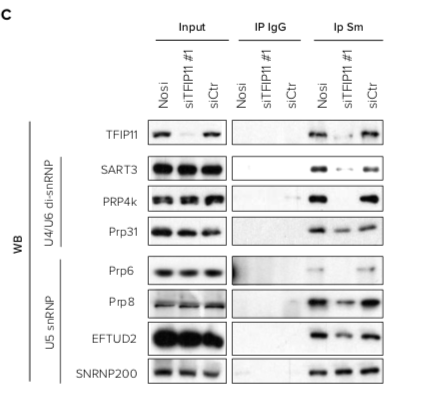 C
Input IP IgG Ip Sm
Nosi siTFIP11 #1 siCtr Nosi siTFIP11 #1 siCtr Nosi siTFIP11 #1 siCtr
WB
TFIP11
U4/U6 di-snRNP
SART3
PRP4k
Prp31
U5 snRNP
Prp6
Prp8
EFTUD2
SNRNP200